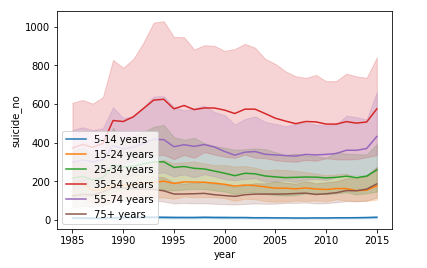 1000
800
600
400
200
0
suicide_no
5-14 years
15-24 years
25-34 years
35-54 years
55-74 years
75+ years
1985 1990 1995 2000 2005 2010 2015
year